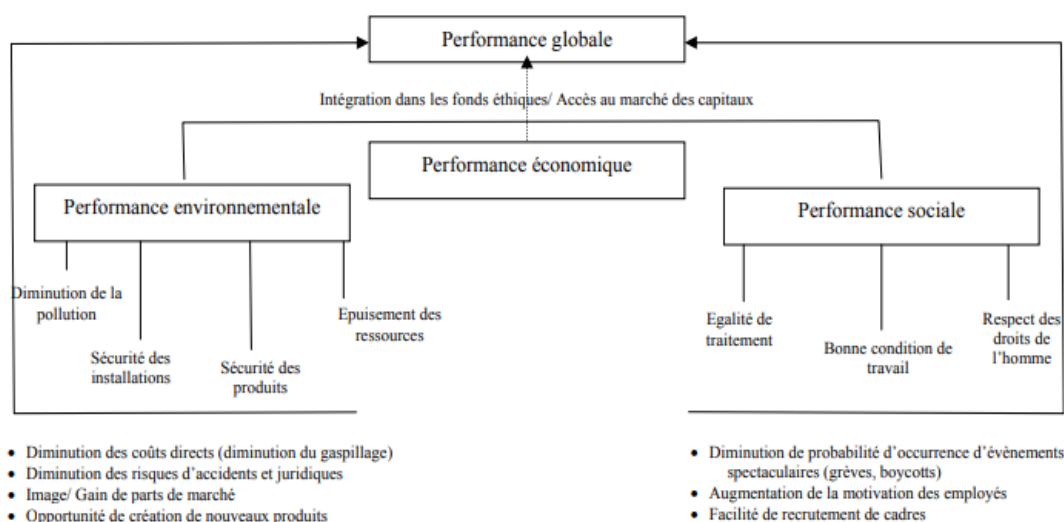 Performance globale
Intégration dans les fonds éthiques/ Accès au marché des capitaux
Performance économique
Performance environnementale
Performance sociale
Diminution de la
pollution
Sécurité des
installations
Sécurité des
produits
Epuisement des
ressources
Egalité de
traitement
Bonne condition de
travail
Respect des
droits de
l'homme
• Diminution des coûts directs (diminution du gaspillage)
• Diminution des risques d'accidents et juridiques
• Image/ Gain de parts de marché
• Opportunité de création de nouveaux produits
• Diminution de probabilité d'occurrence d'évènements
spectaculaires (grèves, boycotts)
• Augmentation de la motivation des employés
• Facilité de recrutement de cadres